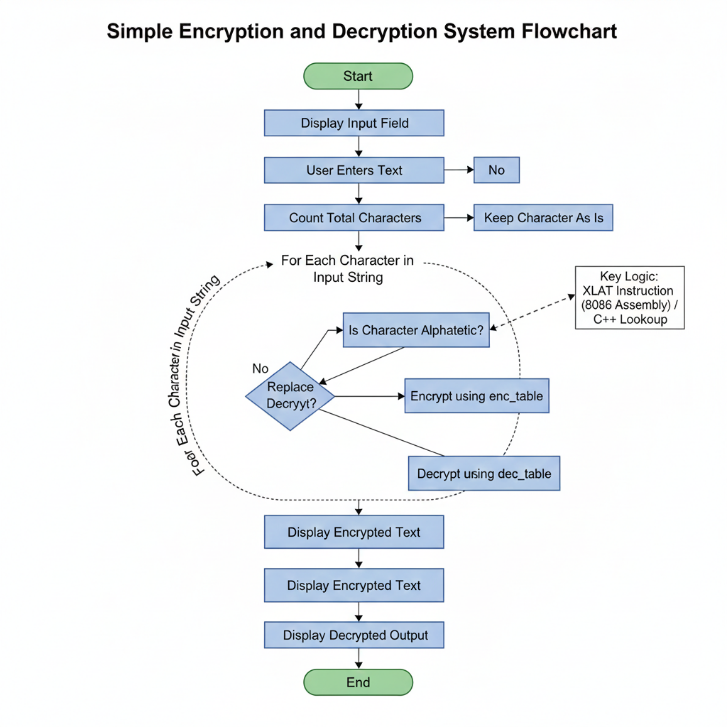 Simple Encryption and Decryption System Flowchart
Start
Display Input Field
User Enters Text
No
Count Total Characters
Keep Character As Is
For Each Character in
Input String
Foer Each Character in Input String
Key Logic:
XLAT Instruction
(8086 Assembly) /
C++ Lookoup
Is Character Alphatetic?
No
Replace
Decryyt?
Encrypt using enc_table
Decrypt using dec_table
Display Encrypted Text
Display Encrypted Text
Display Decrypted Output
End